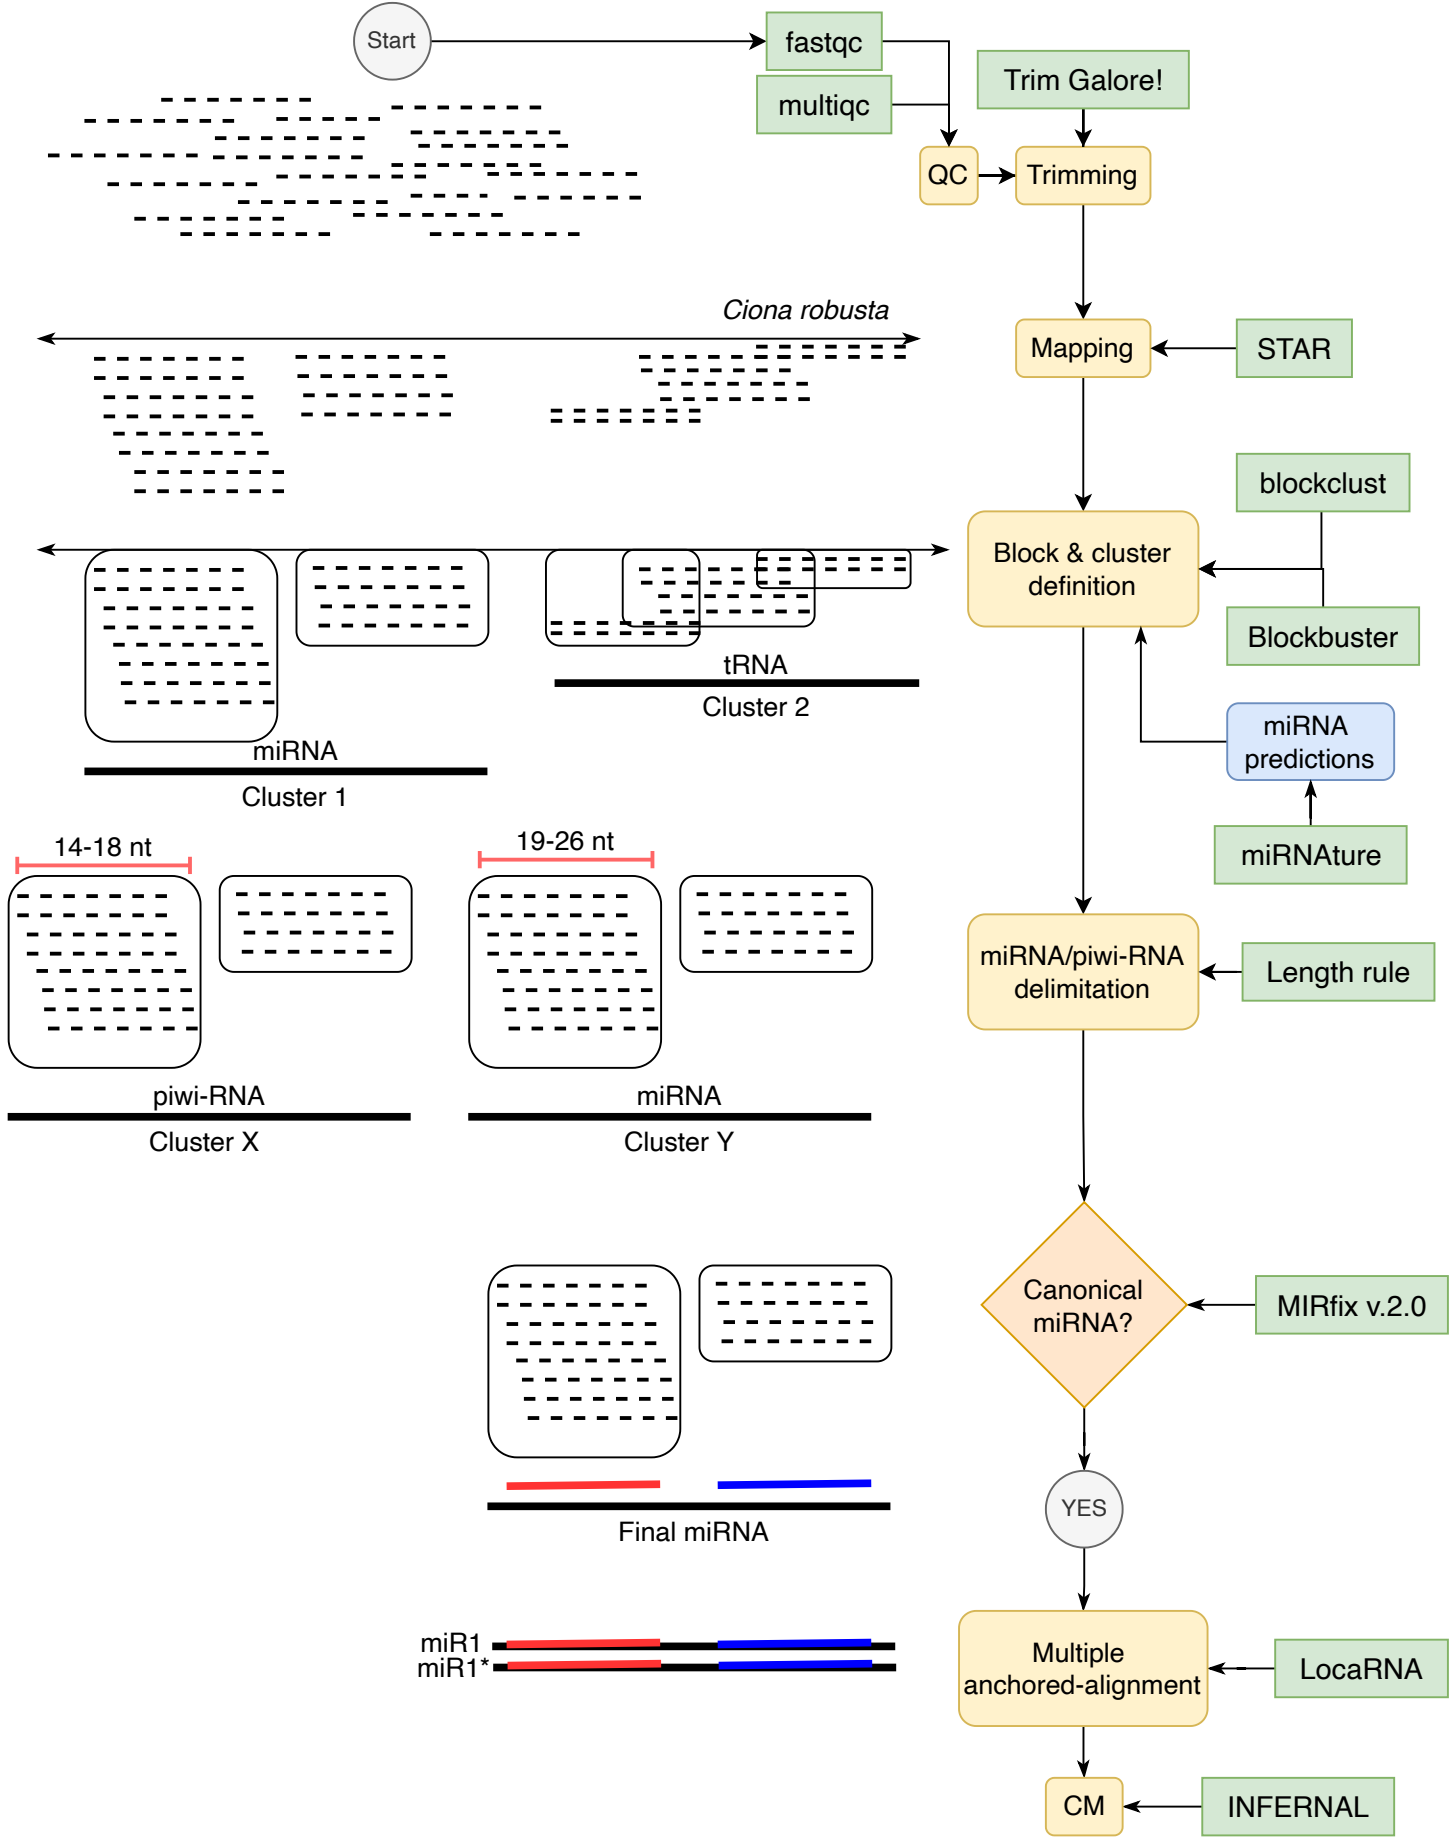 Start
fastqc
multiqc
Trim Galore!
QC
Trimming
Ciona robusta
Mapping
STAR
blockclust
Block & cluster
definition
Blockbuster
tRNA
Cluster 2
miRNA
predictions
miRNA
Cluster 1
miRNAture
14-18 nt
19-26 nt
miRNA/piwi-RNA
delimitation
Length rule
piwi-RNA
Cluster X
miRNA
Cluster Y
Canonical
miRNA?
MIRfix v.2.0
YES
Final miRNA
miR1
miR1*
Multiple
anchored-alignment
LocaRNA
CM
INFERNAL